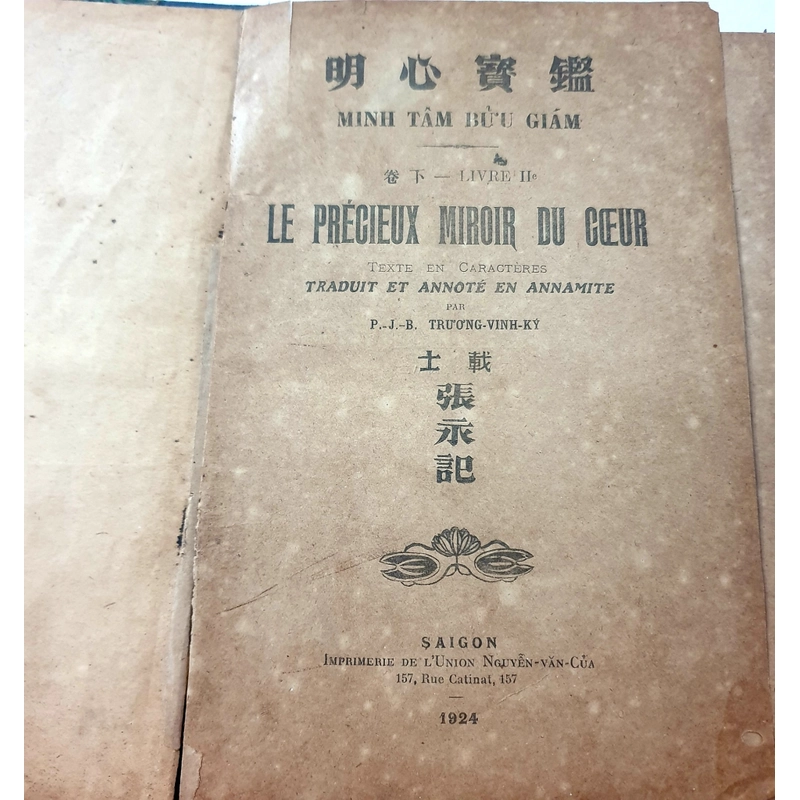 明心寶鑑
MINH TÂM BỬU GIÁM
卷下 — LIVRE IIe
LE PRÉCIEUX MIROIR DU CŒUR
TEXTE EN CARACTÈRES
TRADUIT ET ANNOTÉ EN ANNAMITE
PAR
P.-J.-B. TRƯƠNG-VINH-KÝ
士載
張永記
SAIGON
IMPRIMERIE DE L'UNION NGUYỄN-VĂN-CỦA
157, Rue Catinat, 157
1924